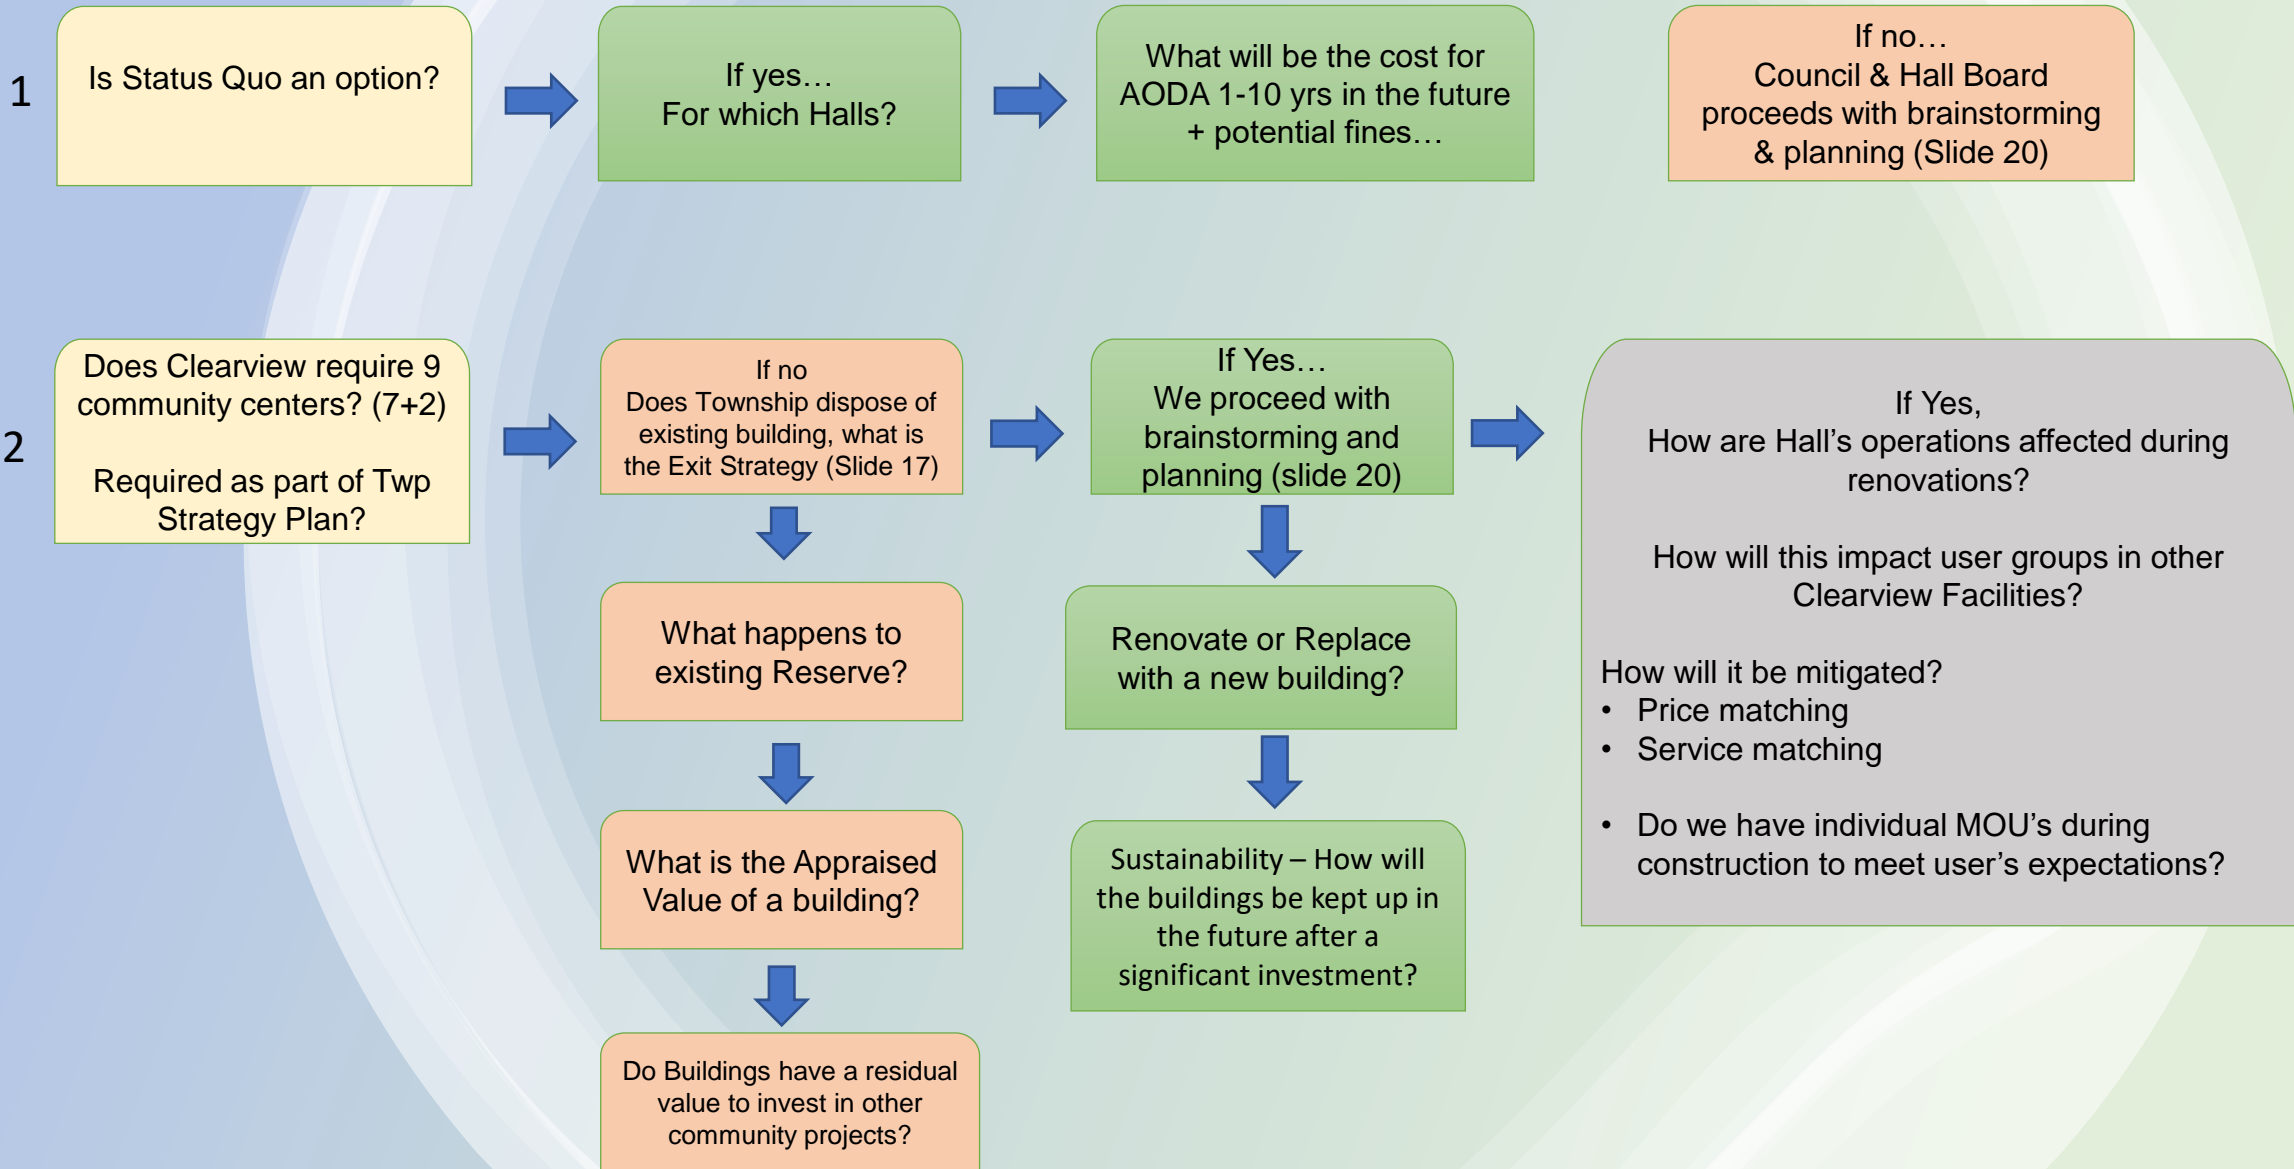 1
Is Status Quo an option?
If yes…
For which Halls?
What will be the cost for
AODA 1-10 yrs in the future
+ potential fines…
If no…
Council & Hall Board
proceeds with brainstorming
& planning (Slide 20)
2
Does Clearview require 9
community centers? (7+2)
Required as part of Twp
Strategy Plan?
If no
Does Township dispose of
existing building, what is
the Exit Strategy (Slide 17)
What happens to
existing Reserve?
What is the Appraised
Value of a building?
Do Buildings have a residual
value to invest in other
community projects?
If Yes…
We proceed with
brainstorming and
planning (slide 20)
Renovate or Replace
with a new building?
Sustainability – How will
the buildings be kept up in
the future after a
significant investment?
If Yes,
How are Hall’s operations affected during
renovations?
How will this impact user groups in other
Clearview Facilities?
How will it be mitigated?
• Price matching
• Service matching
• Do we have individual MOU’s during
construction to meet user’s expectations?